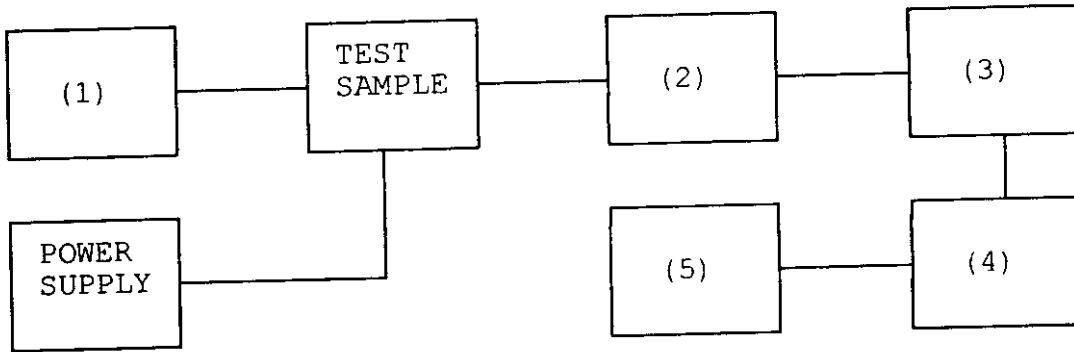 (1)
TEST
SAMPLE
(2)
(3)
POWER
SUPPLY
(5)
(4)